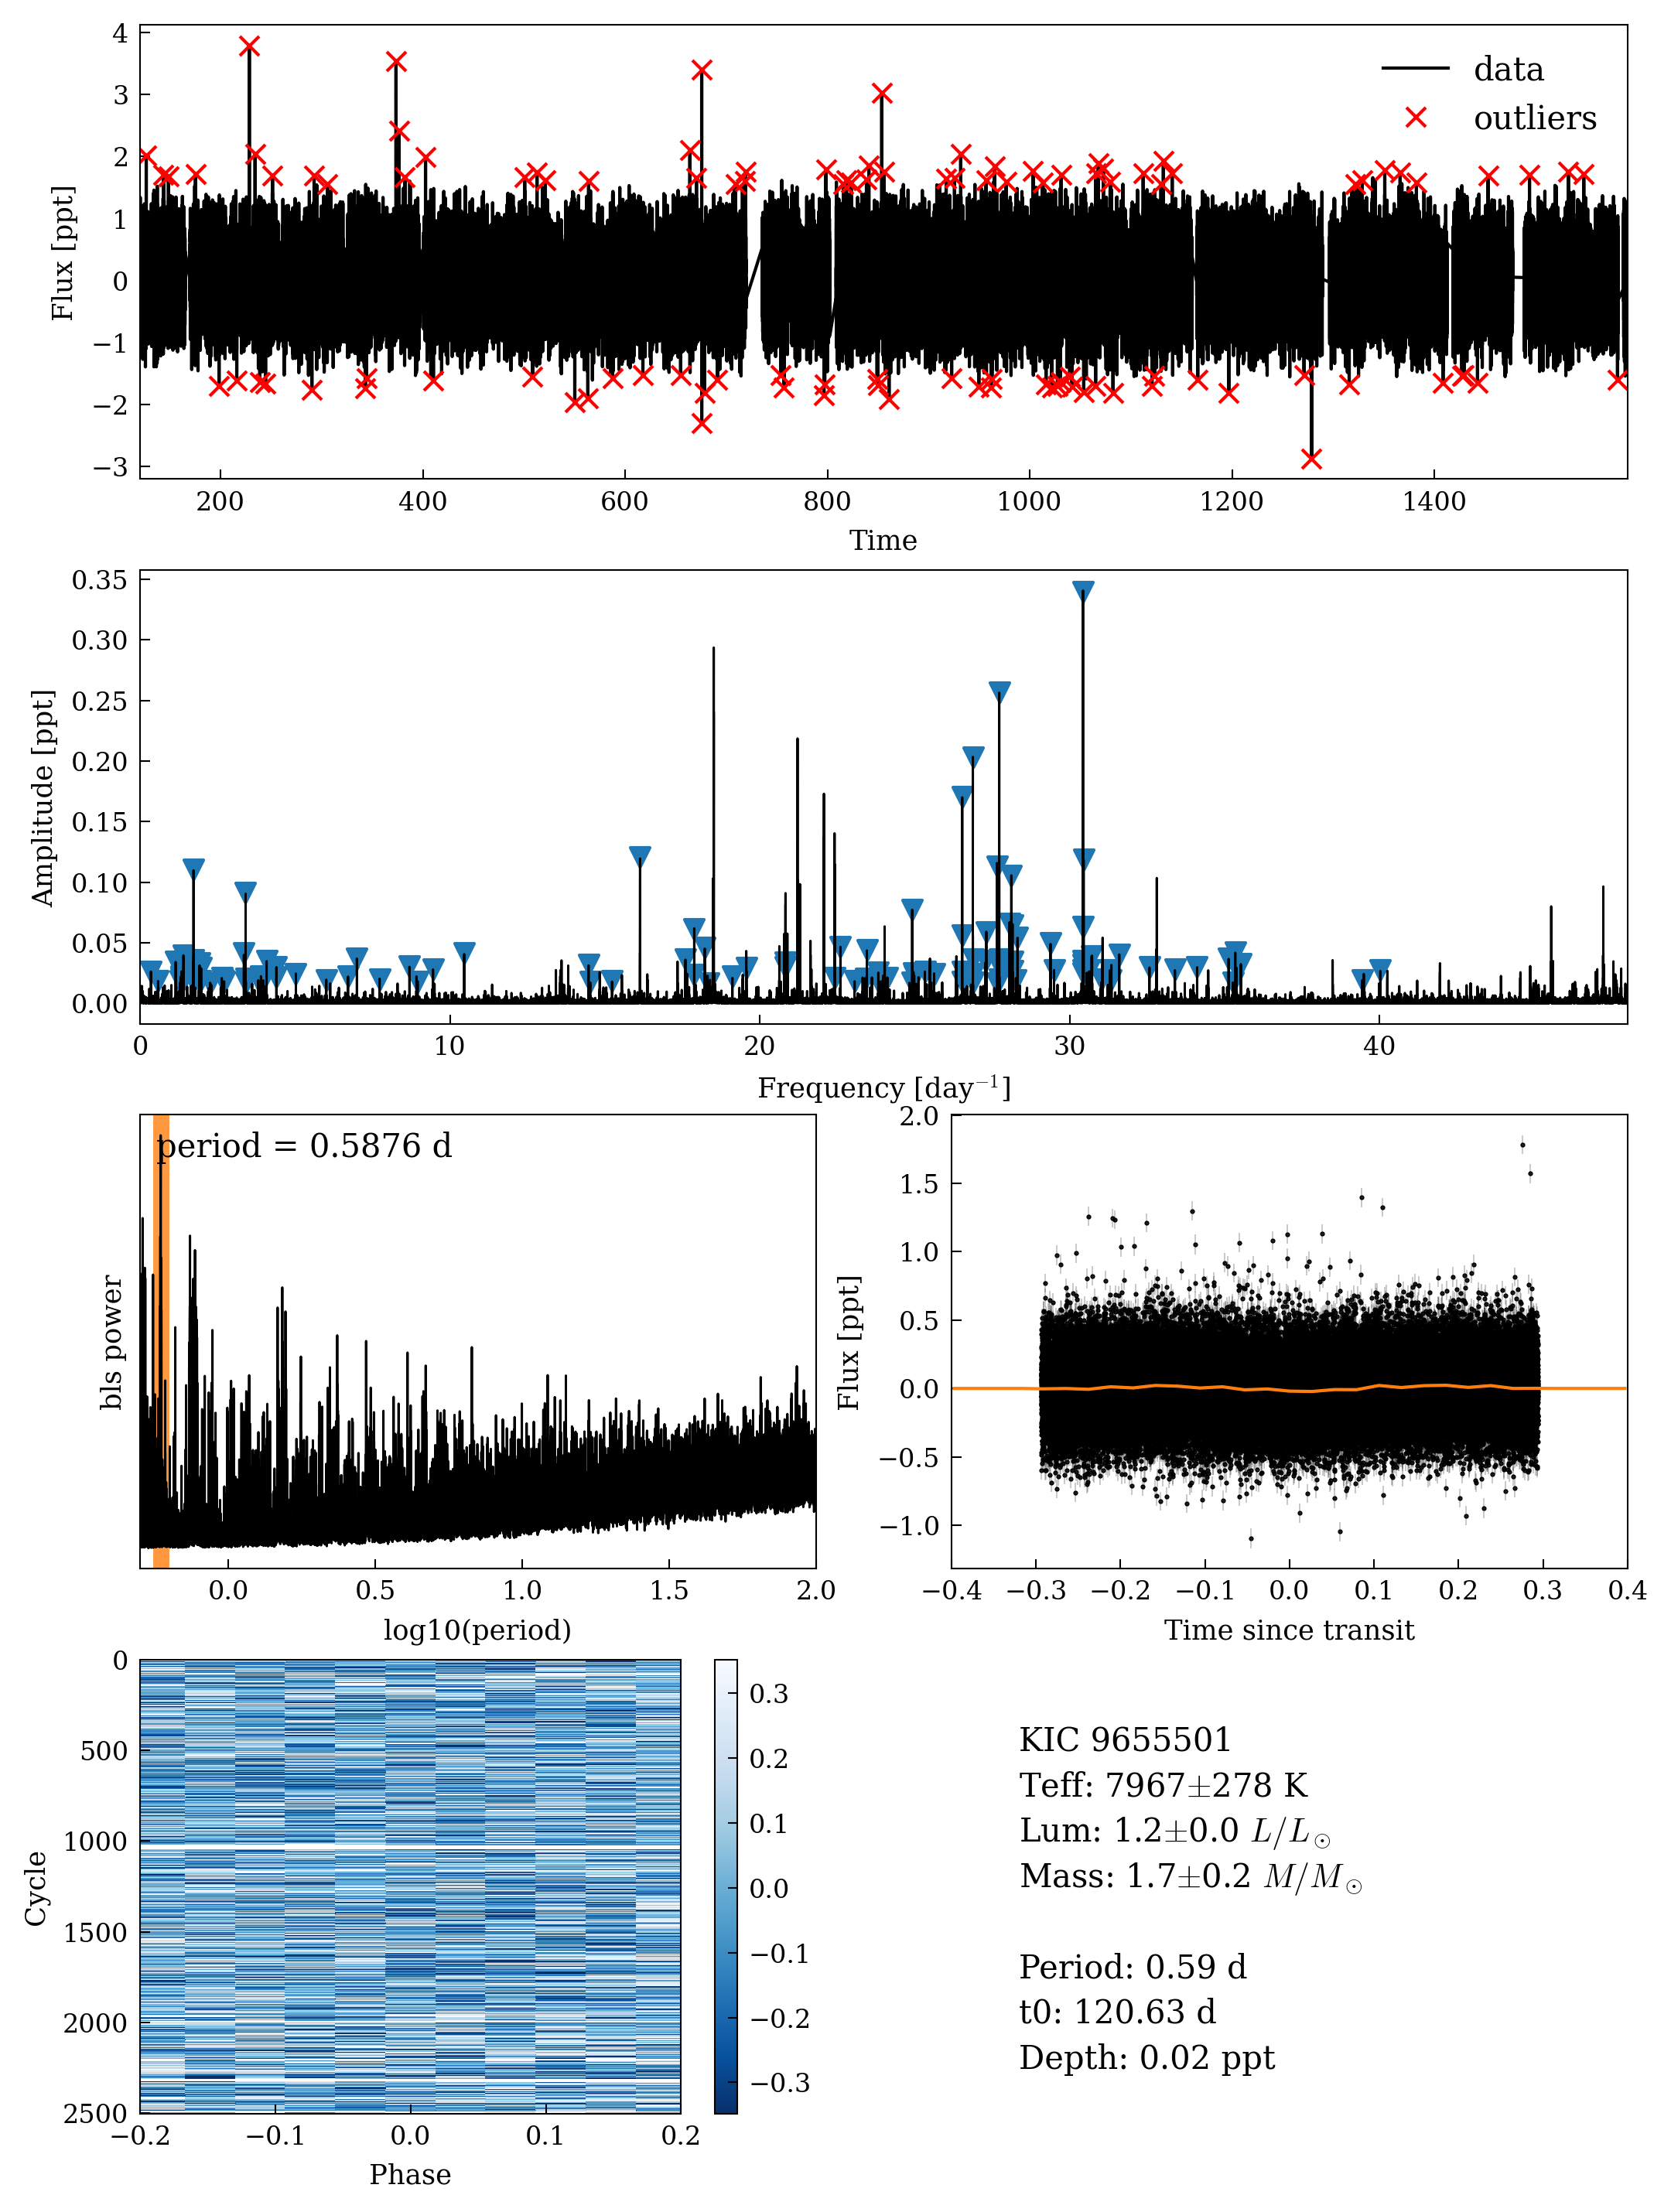 4
3
2
1
0
−1
−2
−3
Flux [ppt]
data
outliers
200 400 600 800 1000 1200 1400
Time
0.35
0.30
0.25
0.20
0.15
0.10
0.05
0.00
Amplitude [ppt]
0 10 20 30 40
Frequency [day⁻¹]
period = 0.5876 d
bls power
0.0 0.5 1.0 1.5 2.0
log10(period)
2.0
1.5
1.0
0.5
0.0
−0.5
−1.0
Flux [ppt]
−0.4 −0.3 −0.2 −0.1 0.0 0.1 0.2 0.3 0.4
Time since transit
0
500
1000
1500
2000
2500
Cycle
−0.2 −0.1 0.0 0.1 0.2
Phase
0.3
0.2
0.1
0.0
−0.1
−0.2
−0.3
KIC 9655501
Teff: 7967±278 K
Lum: 1.2±0.0 L/L⊙
Mass: 1.7±0.2 M/M⊙
Period: 0.59 d
t0: 120.63 d
Depth: 0.02 ppt